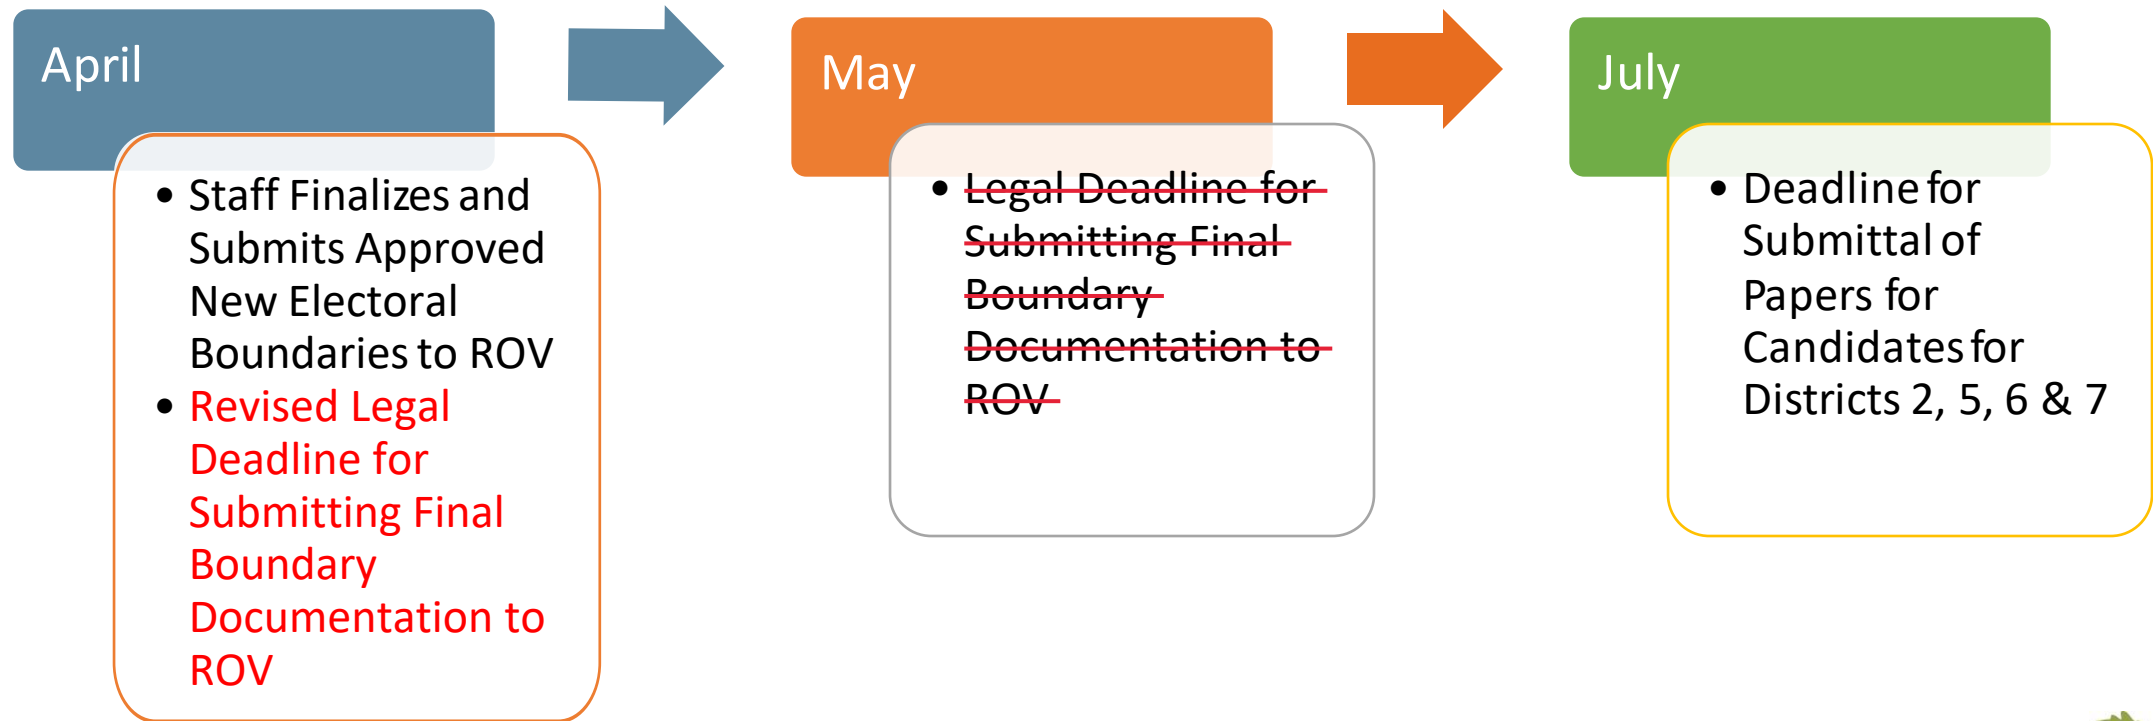 April
• Staff Finalizes and
Submits Approved
New Electoral
Boundaries to ROV
• Revised Legal
Deadline for
Submitting Final
Boundary
Documentation to
ROV
May
• Legal Deadline for
Submitting Final
Boundary
Documentation to
ROV
July
• Deadline for
Submittal of
Papers for
Candidates for
Districts 2, 5, 6 & 7